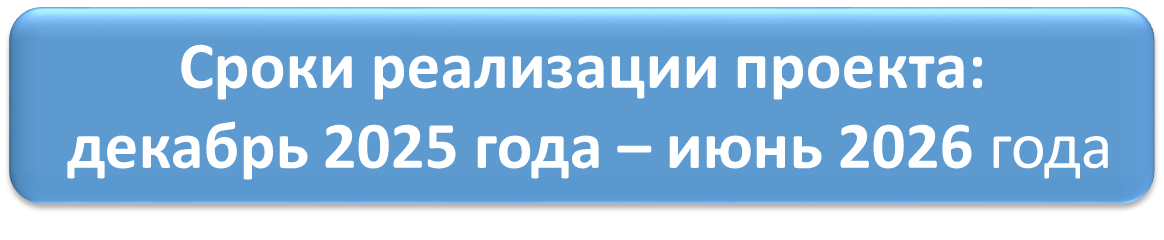 Сроки реализации проекта:
декабрь 2025 года – июнь 2026 года